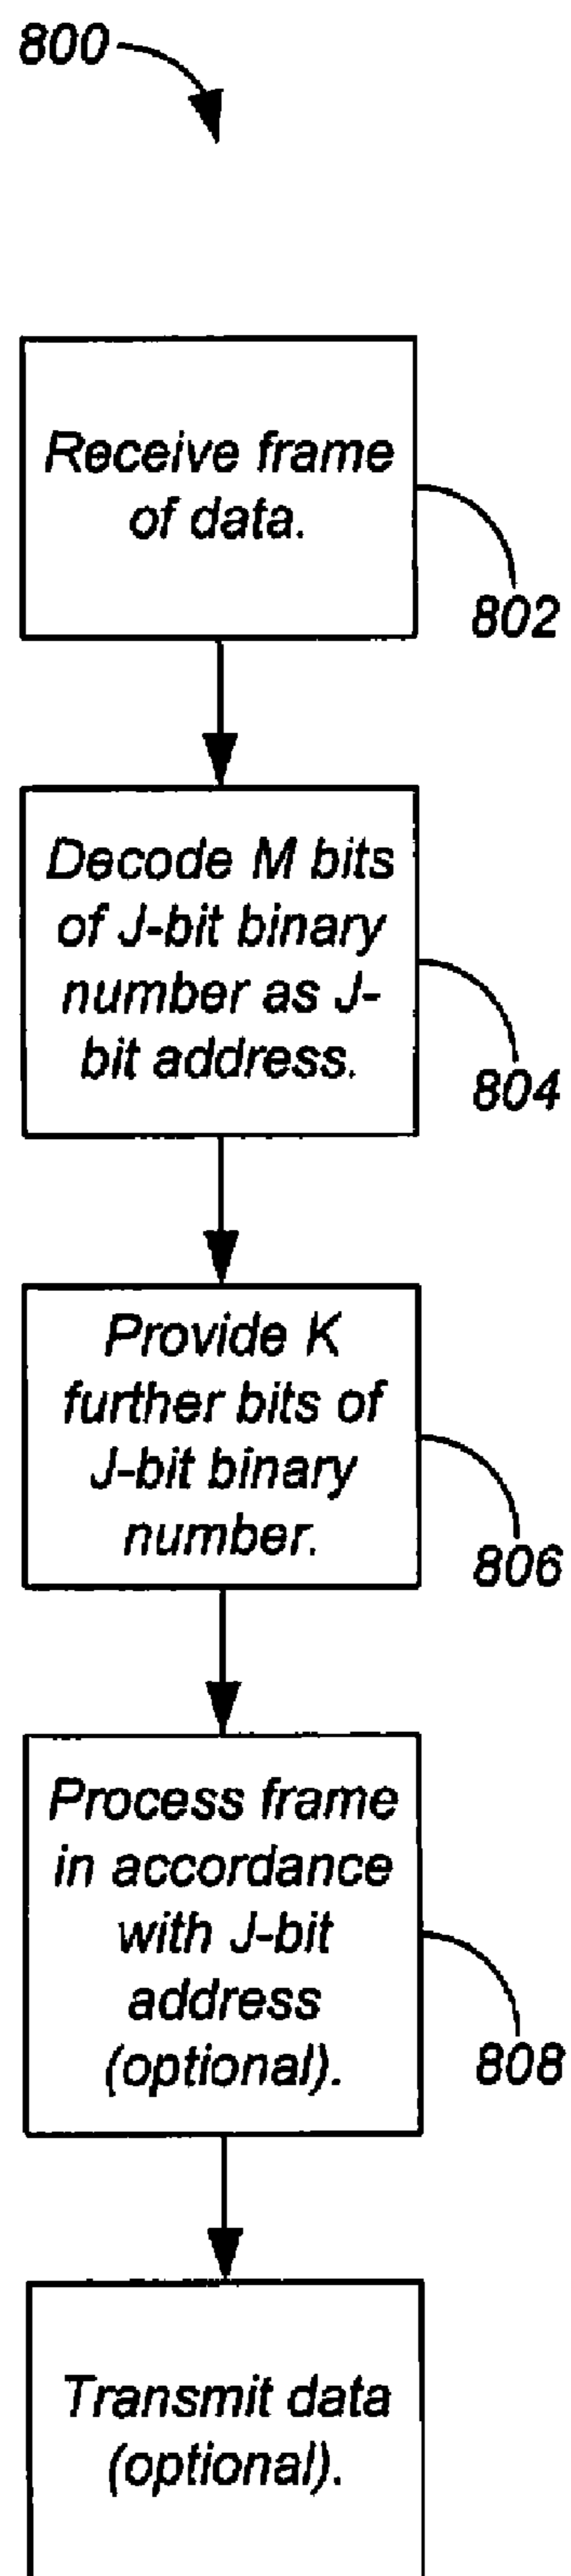 800
Receive frame
of data.
802
Decode M bits
of J-bit binary
number as J-
bit address.
804
Provide K
further bits of
J-bit binary
number.
806
Process frame
in accordance
with J-bit
address
(optional).
808
Transmit data
(optional).